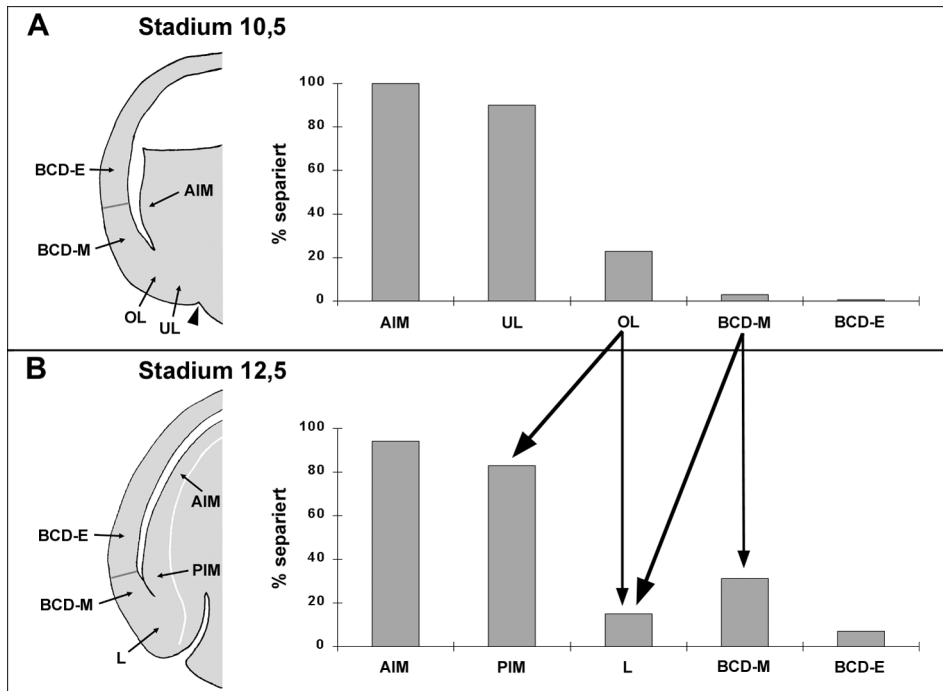 A Stadium 10,5
BCD-E
AIM
BCD-M
OL
UL
% separiert
100
80
60
40
20
0
AIM UL OL BCD-M BCD-E
B Stadium 12,5
AIM
BCD-E
PIM
BCD-M
L
% separiert
100
80
60
40
20
0
AIM PIM L BCD-M BCD-E